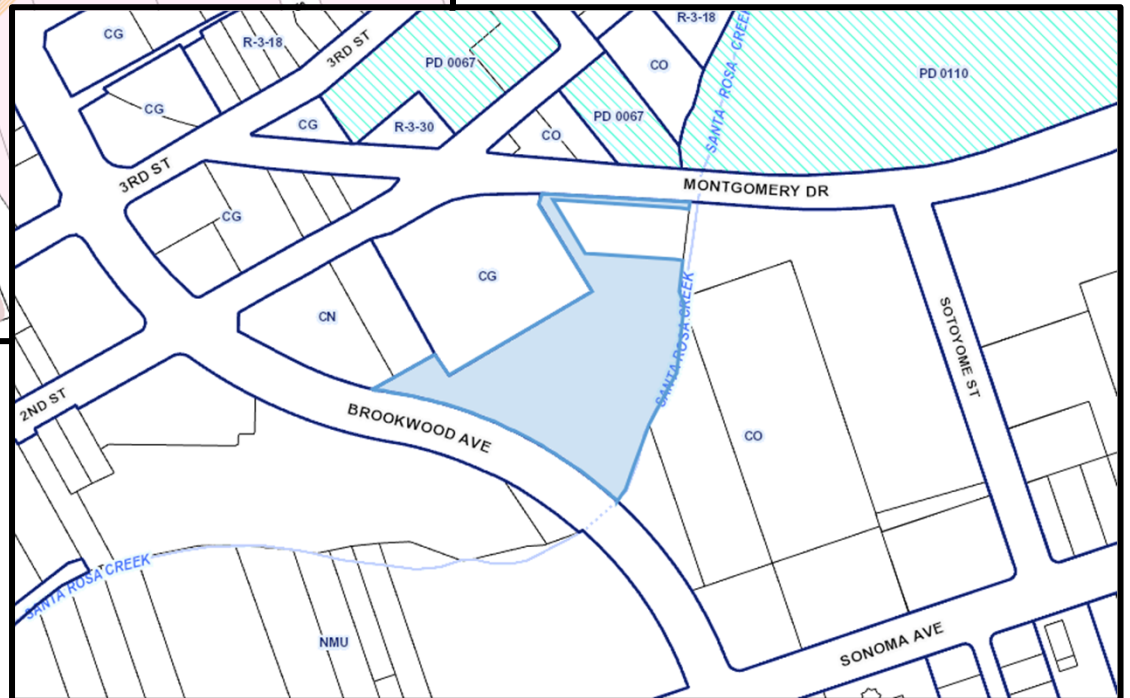 R-3-18
CG
R-3-18
3RD ST
CO
SANTA ROSA CREEK
PD 0067
PD 0110
CG
PD 0067
CG
R-3-30
CO
3RD ST
MONTGOMERY DR
CG
CG
CN
SANTA ROSA CREEK
SOTOYOME ST
2ND ST
BROOKWOOD AVE
CO
SANTA ROSA CREEK
NMU
SONOMA AVE